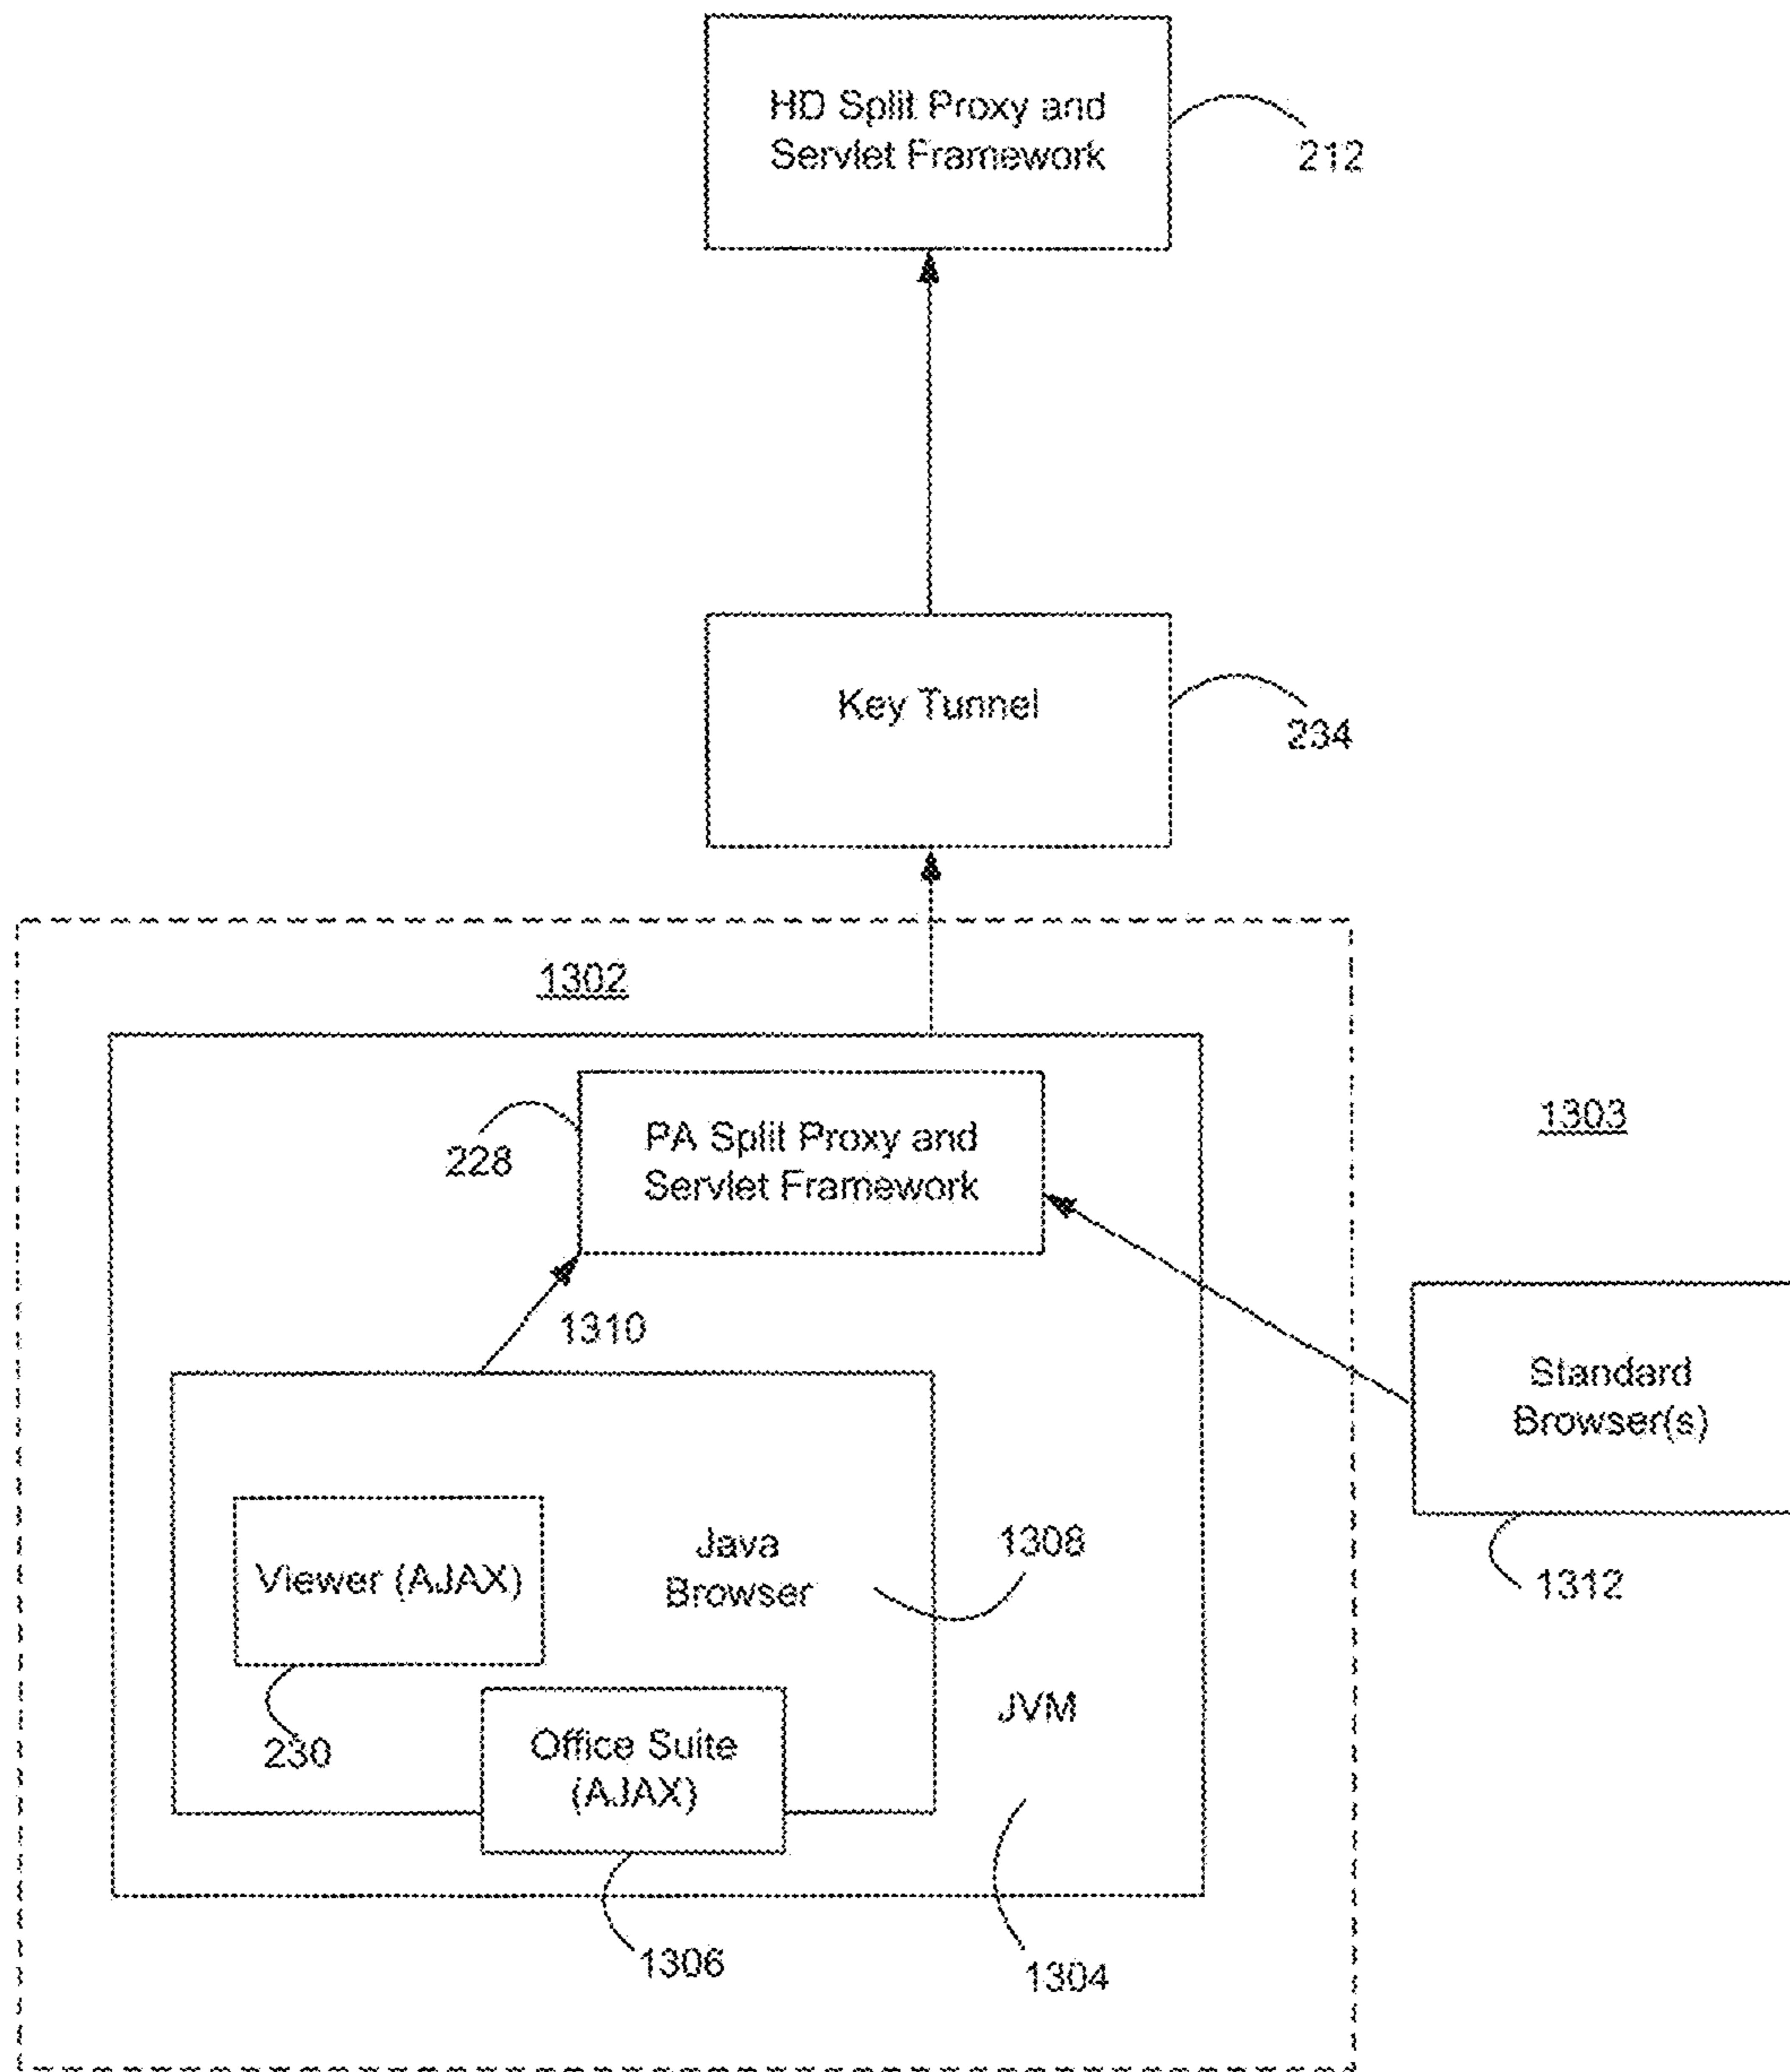 HD Split Proxy and
Servlet Framework
212
Key Tunnel
234
1302
PA Split Proxy and
Servlet Framework
228
1303
1310
Standard
Browser(s)
1312
Java
Browser
1308
Viewer (AJAX)
230
Office Suite
(AJAX)
JVM
1306
1304